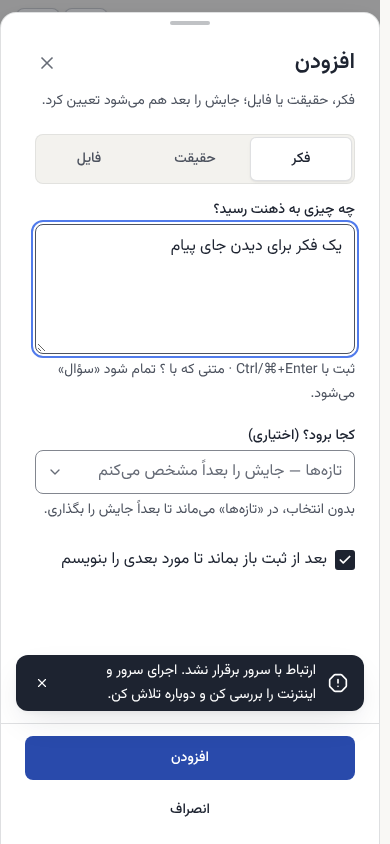 افزودن
فکر، حقیقت یا فایل؛ جایش را بعد هم می‌شود تعیین کرد.
فکر
حقیقت
فایل
چه چیزی به ذهنت رسید؟
یک فکر برای دیدن جای پیام
ثبت با Ctrl/⌘+Enter · متنی که با ؟ تمام شود «سؤال»
می‌شود.
کجا برود؟ (اختیاری)
تازه‌ها — جایش را بعداً مشخص می‌کنم
بدون انتخاب، در «تازه‌ها» می‌ماند تا بعداً جایش را بگذاری.
بعد از ثبت باز بماند تا مورد بعدی را بنویسم
ارتباط با سرور برقرار نشد. اجرای سرور و
اینترنت را بررسی کن و دوباره تلاش کن.
افزودن
انصراف